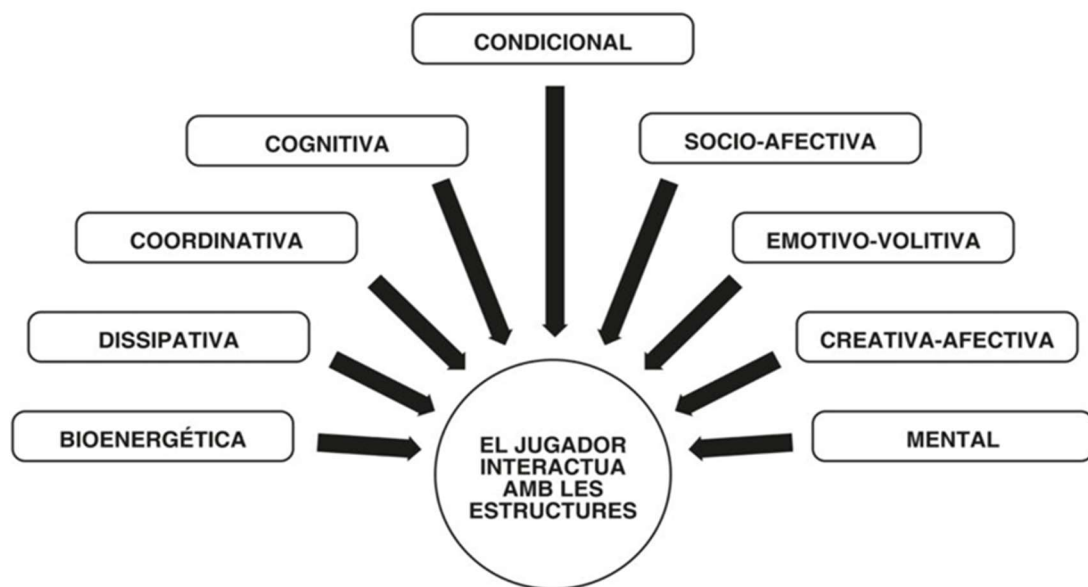 CONDICIONAL
COGNITIVA
SOCIO-AFECTIVA
COORDINATIVA
EMOTIVO-VOLITIVA
DISSIPATIVA
CREATIVA-AFECTIVA
BIOENERGÉTICA
EL JUGADOR
INTERACTUA
AMB LES
ESTRUCTURES
MENTAL